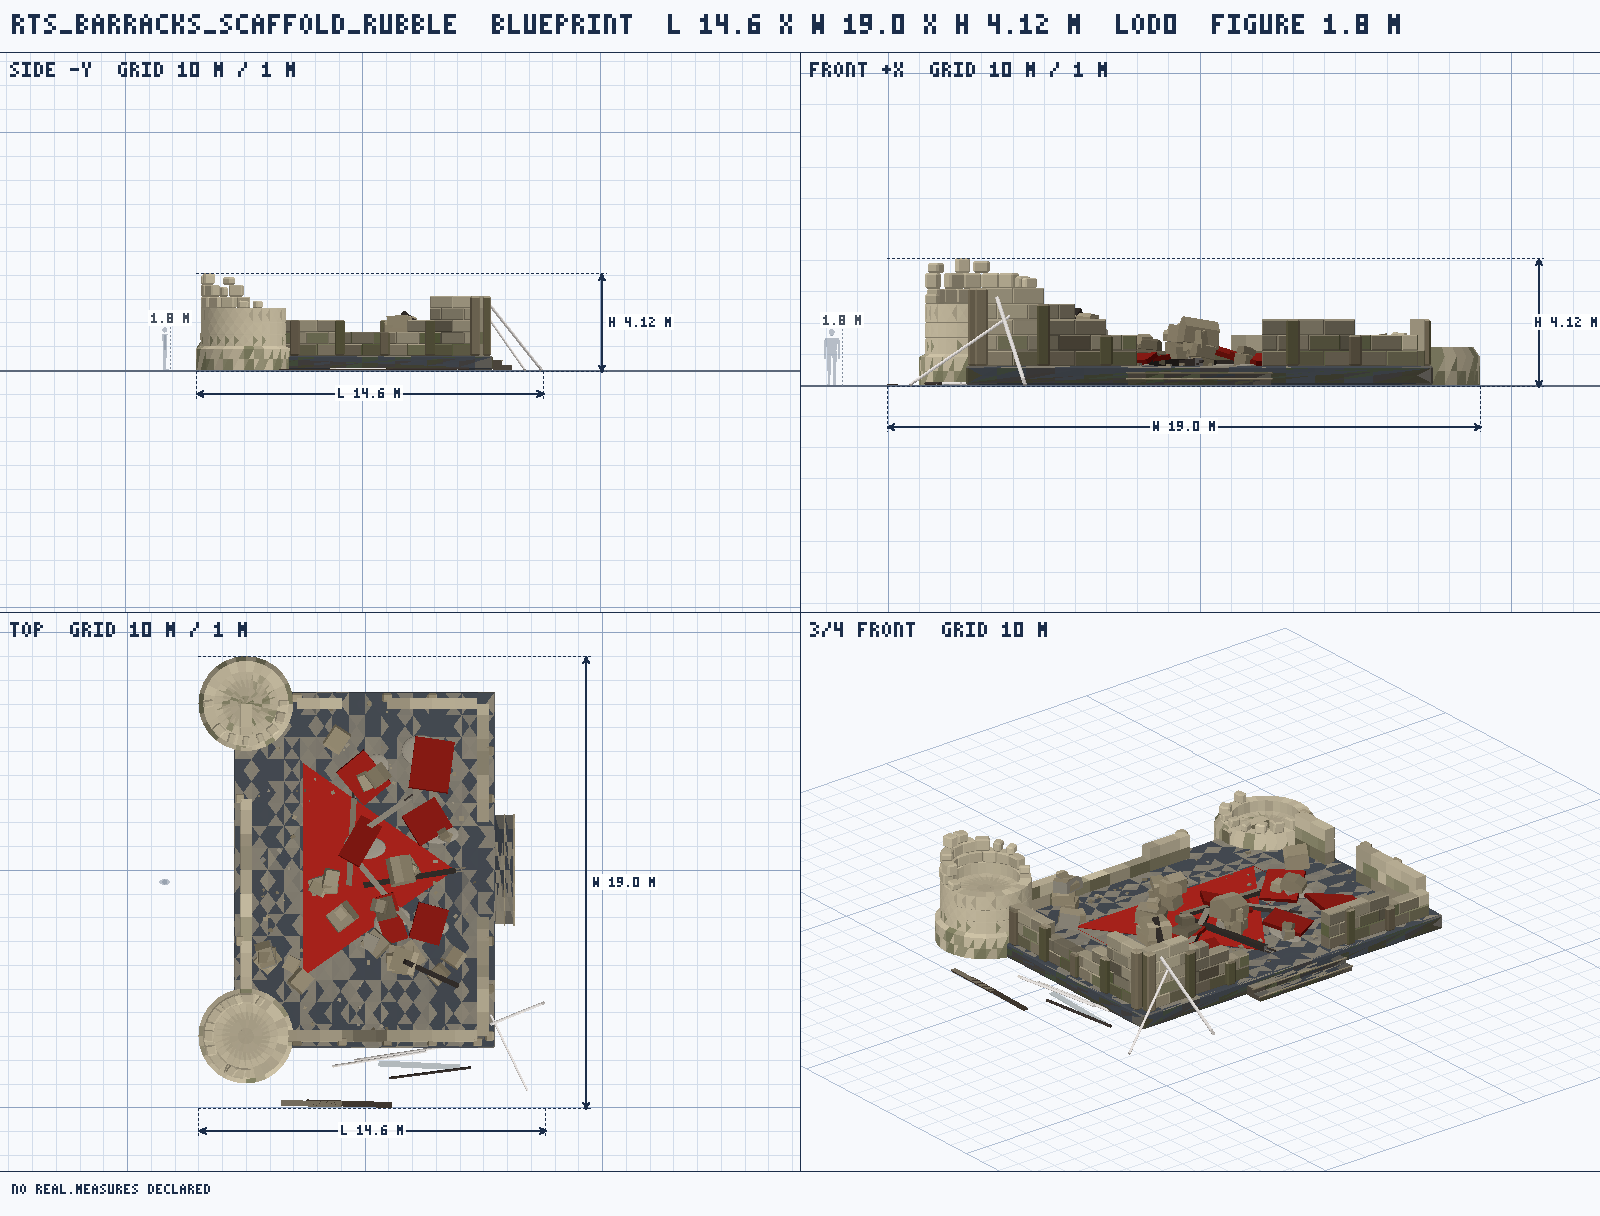 RTS_BARRACKS_SCAFFOLD_RUBBLE BLUEPRINT L 14.6 X W 19.0 X H 4.12 M LOD0 FIGURE 1.8 M
SIDE -Y GRID 10 M / 1 M
1.8 M
H 4.12 M
L 14.6 M
FRONT +X GRID 10 M / 1 M
1.8 M
H 4.12 M
W 19.0 M
TOP GRID 10 M / 1 M
W 19.0 M
L 14.6 M
3/4 FRONT GRID 10 M
NO REAL.MEASURES DECLARED